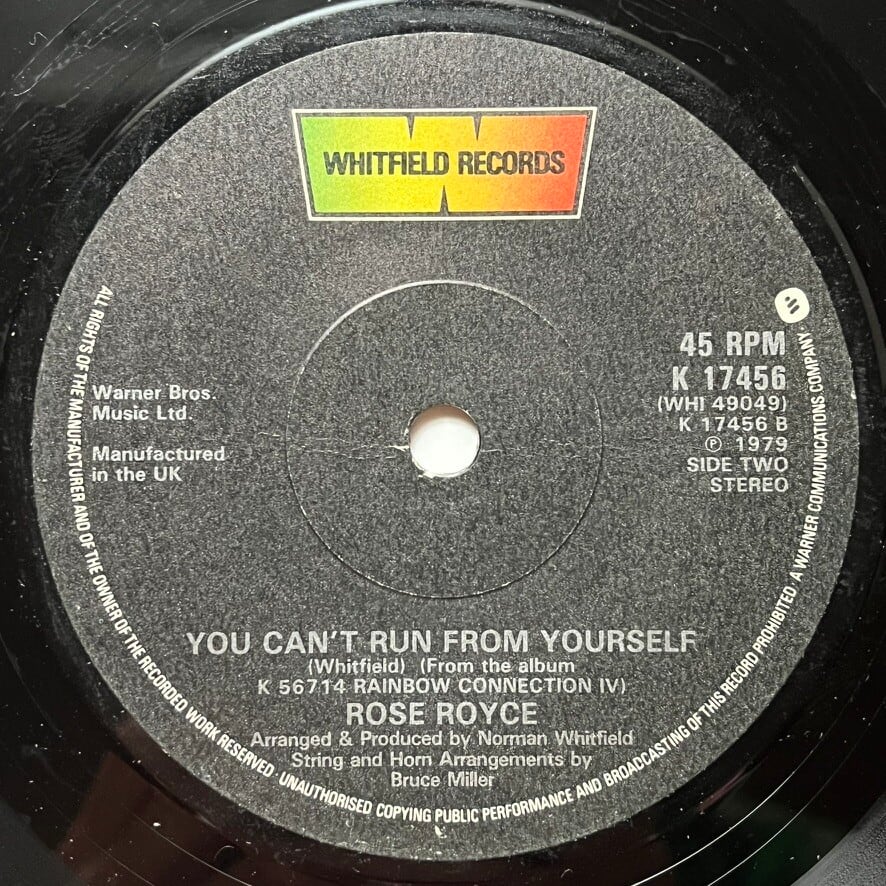 WHITFIELD RECORDS
Warner Bros.
Music Ltd.
Manufactured
in the UK
45 RPM
K 17456
(WHI 49049)
K 17456 B
℗ 1979
SIDE TWO
STEREO
YOU CAN'T RUN FROM YOURSELF
(Whitfield) (From the album
K 56714 RAINBOW CONNECTION IV)
ROSE ROYCE
Arranged & Produced by Norman Whitfield
String and Horn Arrangements by
Bruce Miller
ALL RIGHTS OF THE MANUFACTURER AND OF THE OWNER OF THE RECORDED WORK RESERVED · UNAUTHORISED COPYING PUBLIC PERFORMANCE AND BROADCASTING OF THIS RECORD PROHIBITED · A WARNER COMMUNICATIONS COMPANY